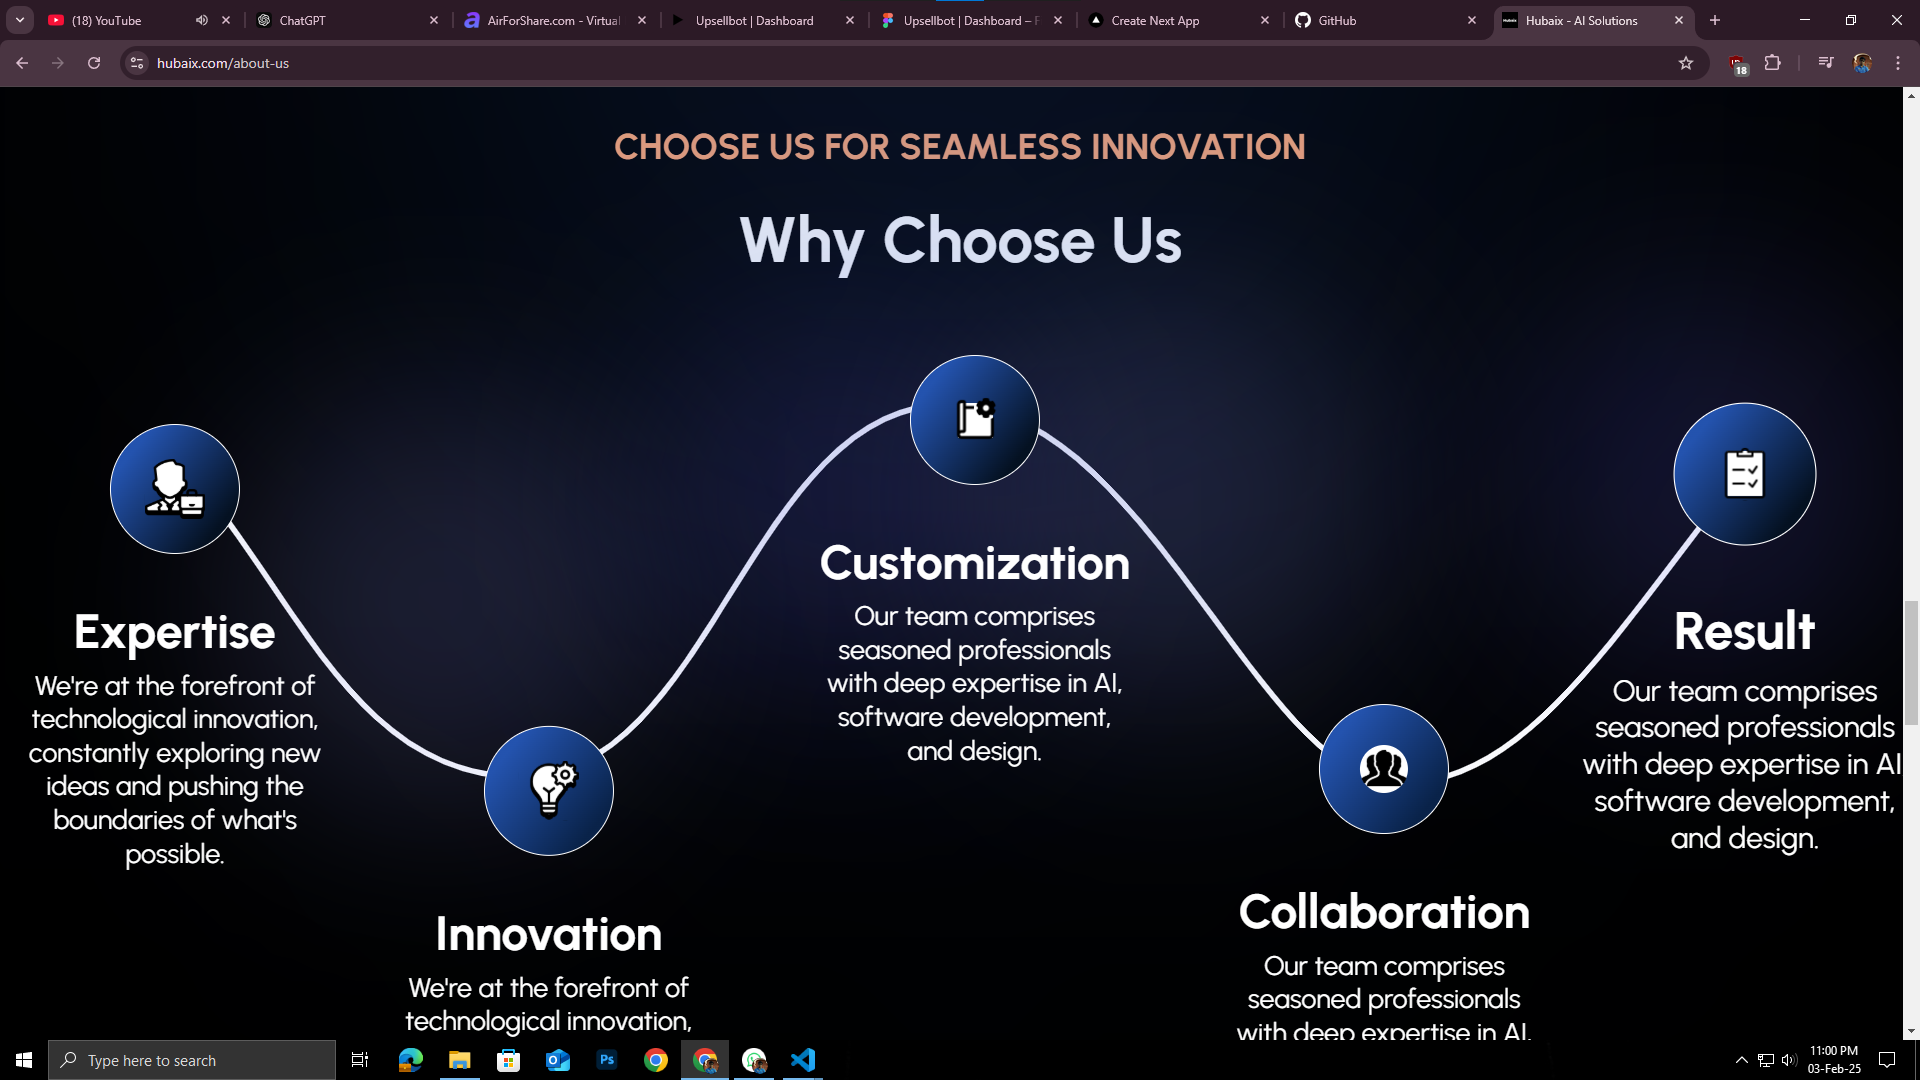 (18) YouTube
ChatGPT
AirForShare.com - Virtual
Upsellbot | Dashboard
Upsellbot | Dashboard – F
Create Next App
GitHub
Hubaix - AI Solutions
hubaix.com/about-us
18
CHOOSE US FOR SEAMLESS INNOVATION
Why Choose Us
Expertise
We're at the forefront of
technological innovation,
constantly exploring new
ideas and pushing the
boundaries of what's
possible.
Innovation
We're at the forefront of
technological innovation,
Customization
Our team comprises
seasoned professionals
with deep expertise in AI,
software development,
and design.
Collaboration
Our team comprises
seasoned professionals
with deep expertise in AI,
Result
Our team comprises
seasoned professionals
with deep expertise in AI
software development,
and design.
Type here to search
Ps
11:00 PM
03-Feb-25